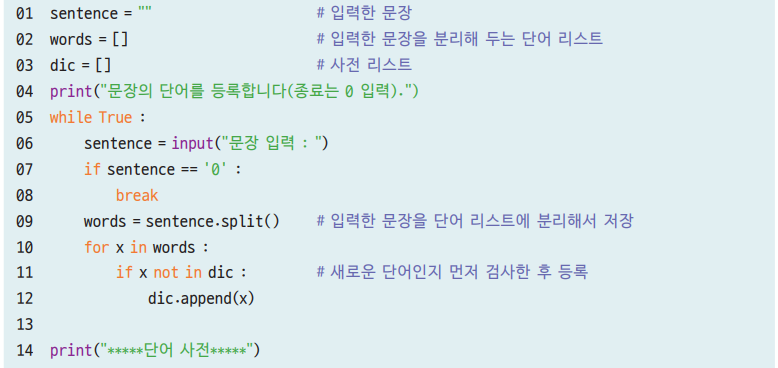 01 sentence = "" # 입력한 문장
02 words = [] # 입력한 문장을 분리해 두는 단어 리스트
03 dic = [] # 사전 리스트
04 print("문장의 단어를 등록합니다(종료는 0 입력).")
05 while True :
06 sentence = input("문장 입력 : ")
07 if sentence == '0' :
08 break
09 words = sentence.split() # 입력한 문장을 단어 리스트에 분리해서 저장
10 for x in words :
11 if x not in dic : # 새로운 단어인지 먼저 검사한 후 등록
12 dic.append(x)
13
14 print("*****단어 사전*****")